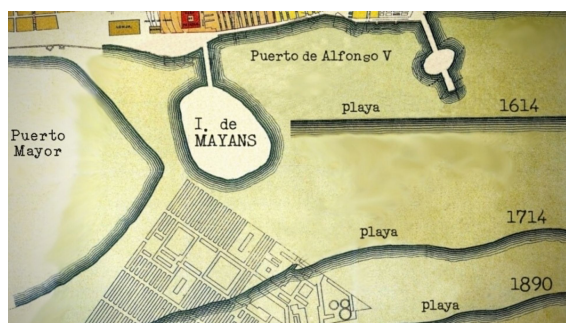 Puerto de Alfonso V
playa
1614
Puerto
Mayor
I. de
MAYANS
1714
playa
1890
playa